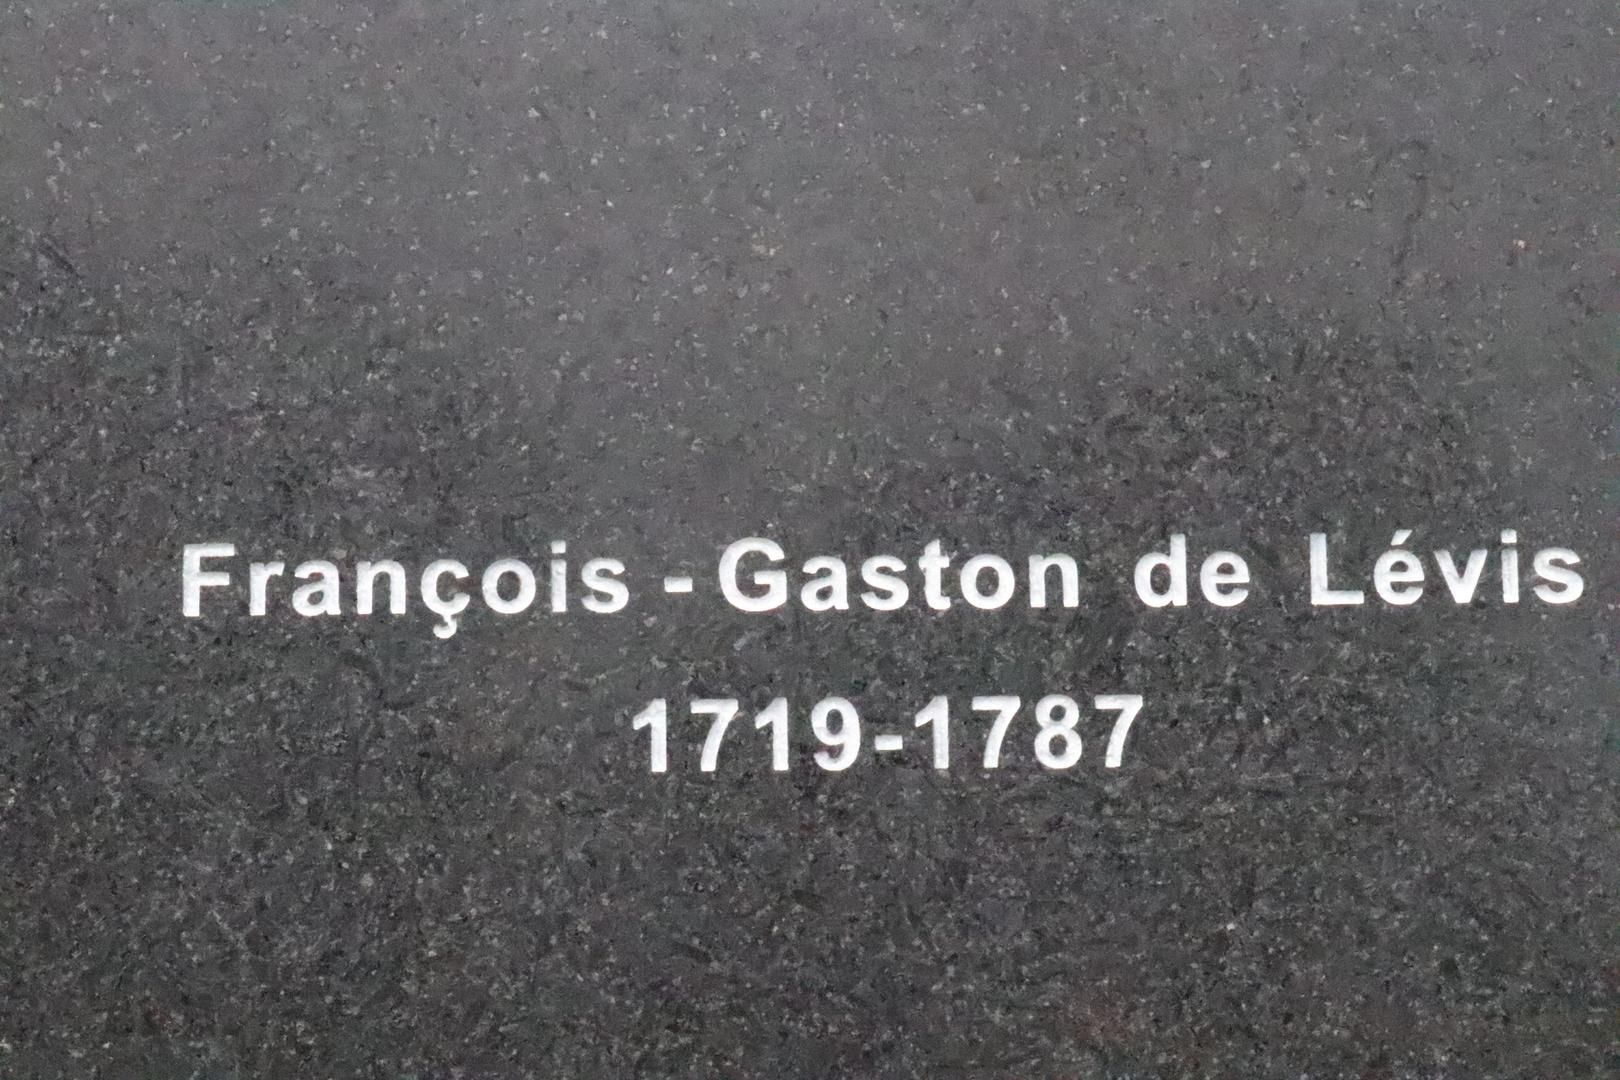 François - Gaston de Lévis
1719-1787